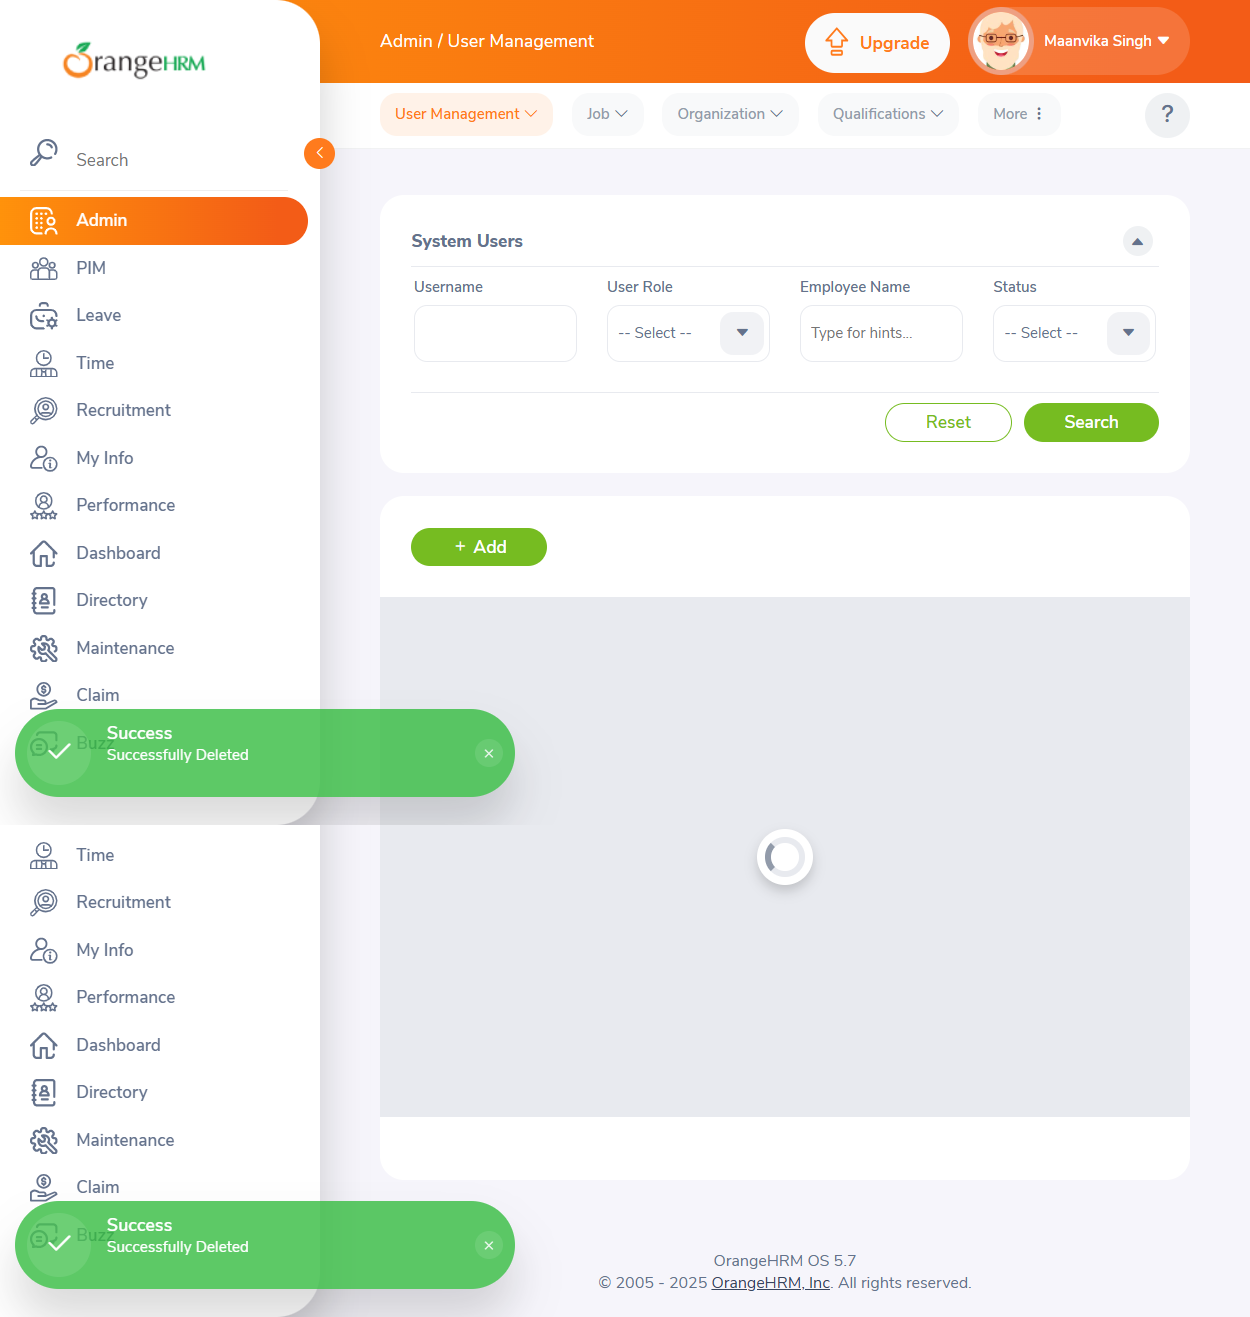 OrangeHRM
Admin / User Management
Upgrade
Maanvika Singh
User Management
Job
Organization
Qualifications
More
?
Search
Admin
PIM
Leave
Time
Recruitment
My Info
Performance
Dashboard
Directory
Maintenance
Claim
Buzz
Success
Successfully Deleted
System Users
Username
User Role
Employee Name
Status
-- Select --
Type for hints...
-- Select --
Reset
Search
+ Add
Time
Recruitment
My Info
Performance
Dashboard
Directory
Maintenance
Claim
Buzz
Success
Successfully Deleted
OrangeHRM OS 5.7
© 2005 - 2025 OrangeHRM, Inc. All rights reserved.